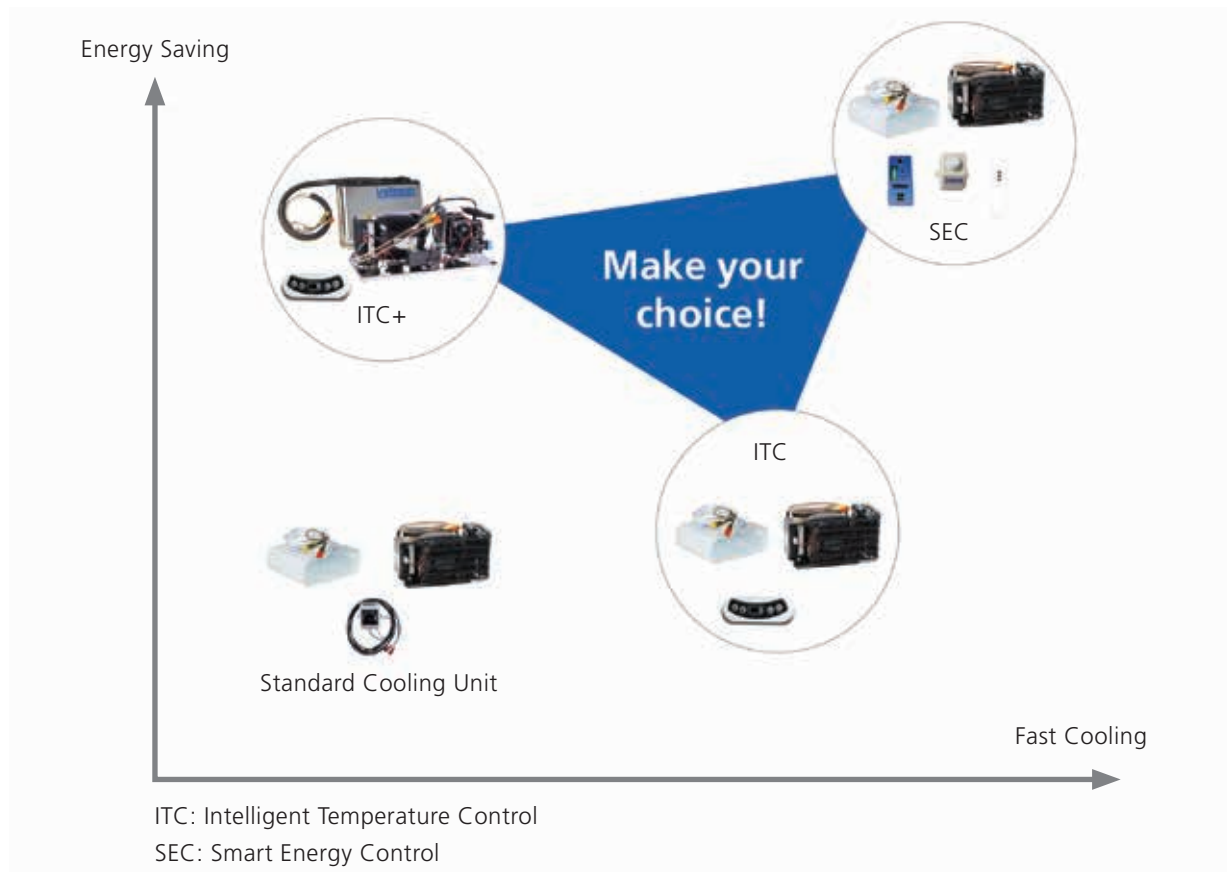 Energy Saving
SEC
Make your
choice!
ITC+
ITC
Standard Cooling Unit
Fast Cooling
ITC: Intelligent Temperature Control
SEC: Smart Energy Control